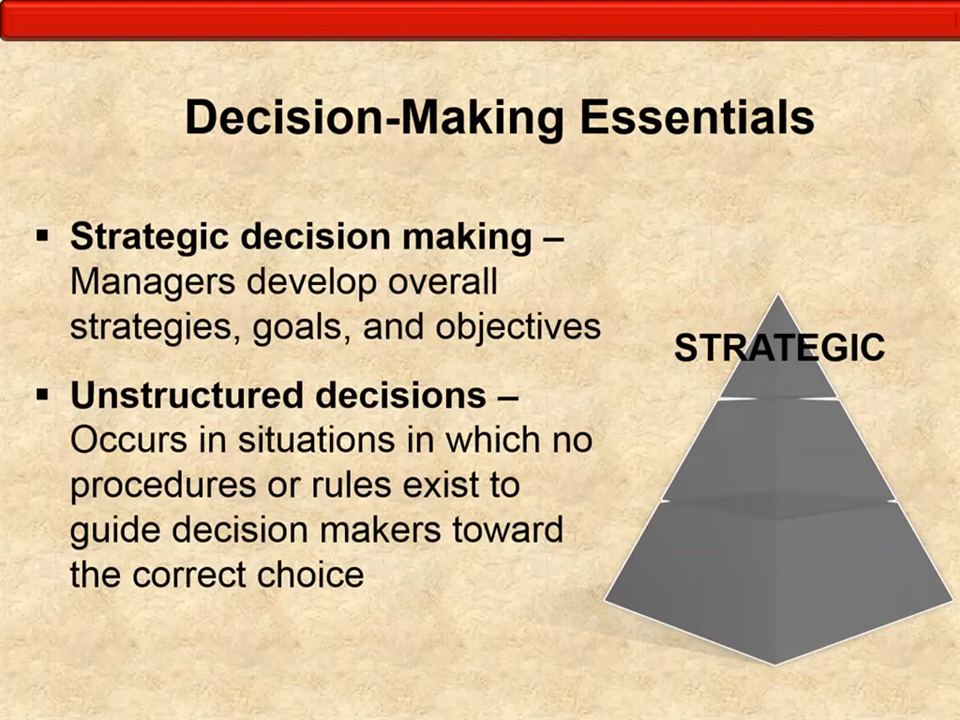 Decision-Making Essentials
▪ Strategic decision making –
Managers develop overall
strategies, goals, and objectives
▪ Unstructured decisions –
Occurs in situations in which no
procedures or rules exist to
guide decision makers toward
the correct choice
STRATEGIC